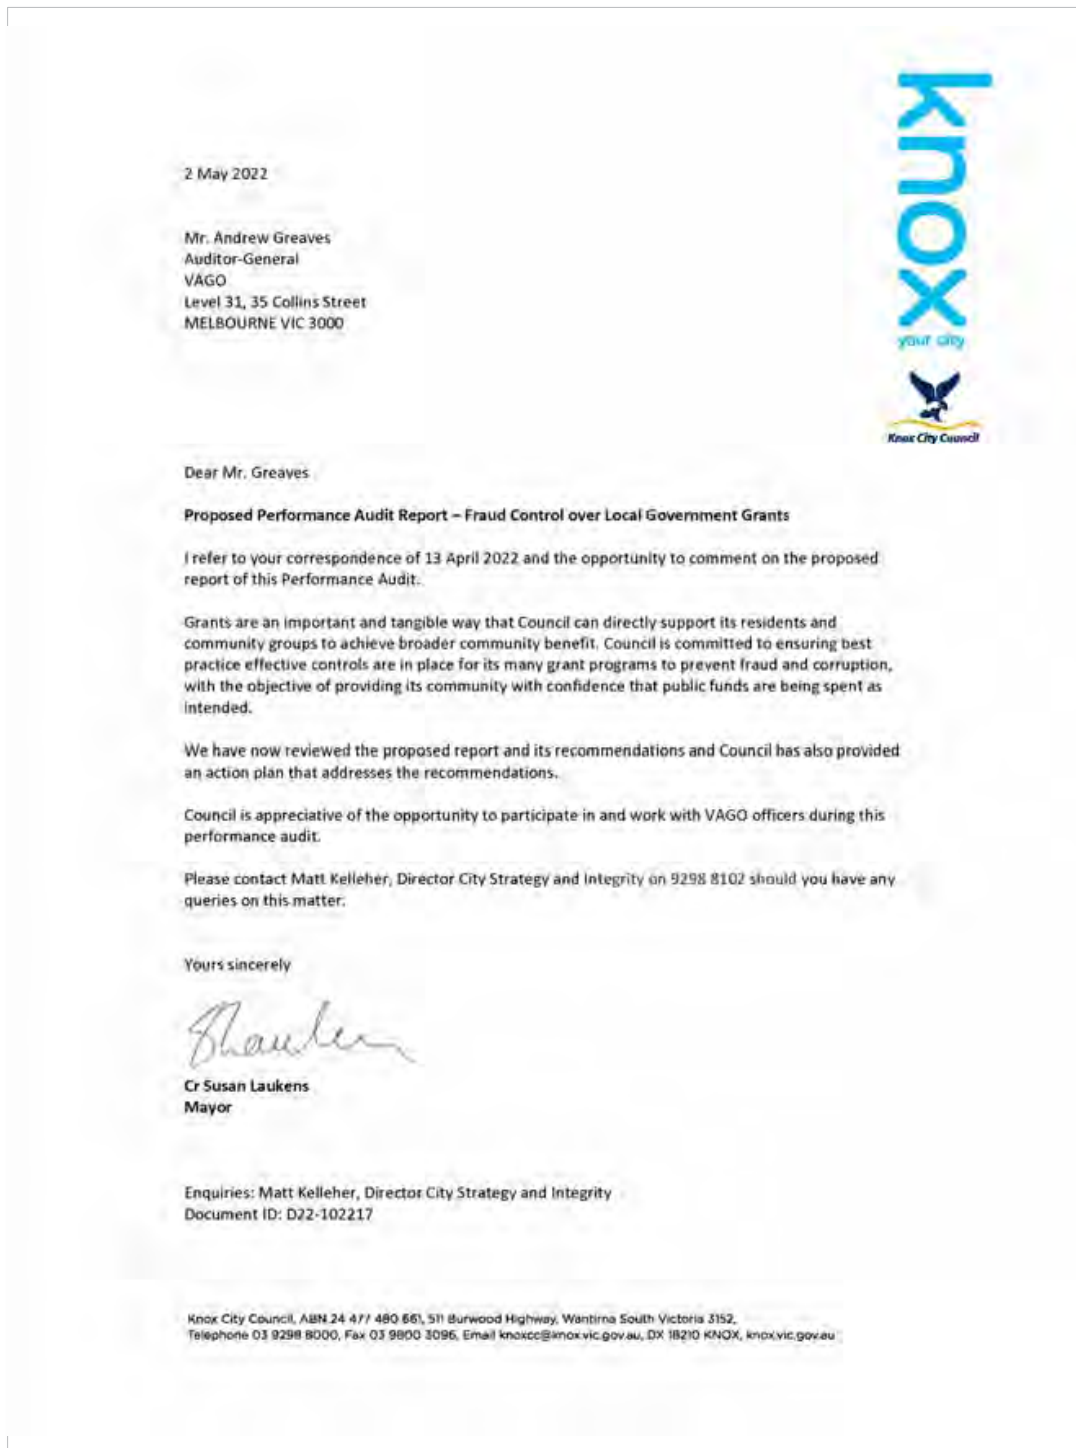 knox
your city
Knox City Council
2 May 2022
Mr. Andrew Greaves
Auditor-General
VAGO
Level 31, 35 Collins Street
MELBOURNE VIC 3000
Dear Mr. Greaves
Proposed Performance Audit Report – Fraud Control over Local Government Grants
I refer to your correspondence of 13 April 2022 and the opportunity to comment on the proposed
report of this Performance Audit.
Grants are an important and tangible way that Council can directly support its residents and
community groups to achieve broader community benefit. Council is committed to ensuring best
practice effective controls are in place for its many grant programs to prevent fraud and corruption,
with the objective of providing its community with confidence that public funds are being spent as
intended.
We have now reviewed the proposed report and its recommendations and Council has also provided
an action plan that addresses the recommendations.
Council is appreciative of the opportunity to participate in and work with VAGO officers during this
performance audit.
Please contact Matt Kelleher, Director City Strategy and Integrity on 9298 8102 should you have any
queries on this matter.
Yours sincerely
Cr Susan Laukens
Mayor
Enquiries: Matt Kelleher, Director City Strategy and Integrity
Document ID: D22-102217
Knox City Council, ABN 24 477 480 661, 511 Burwood Highway, Wantirna South Victoria 3152,
Telephone 03 9298 8000, Fax 03 9800 3096, Email knoxcc@knox.vic.gov.au, DX 18210 KNOX, knox.vic.gov.au